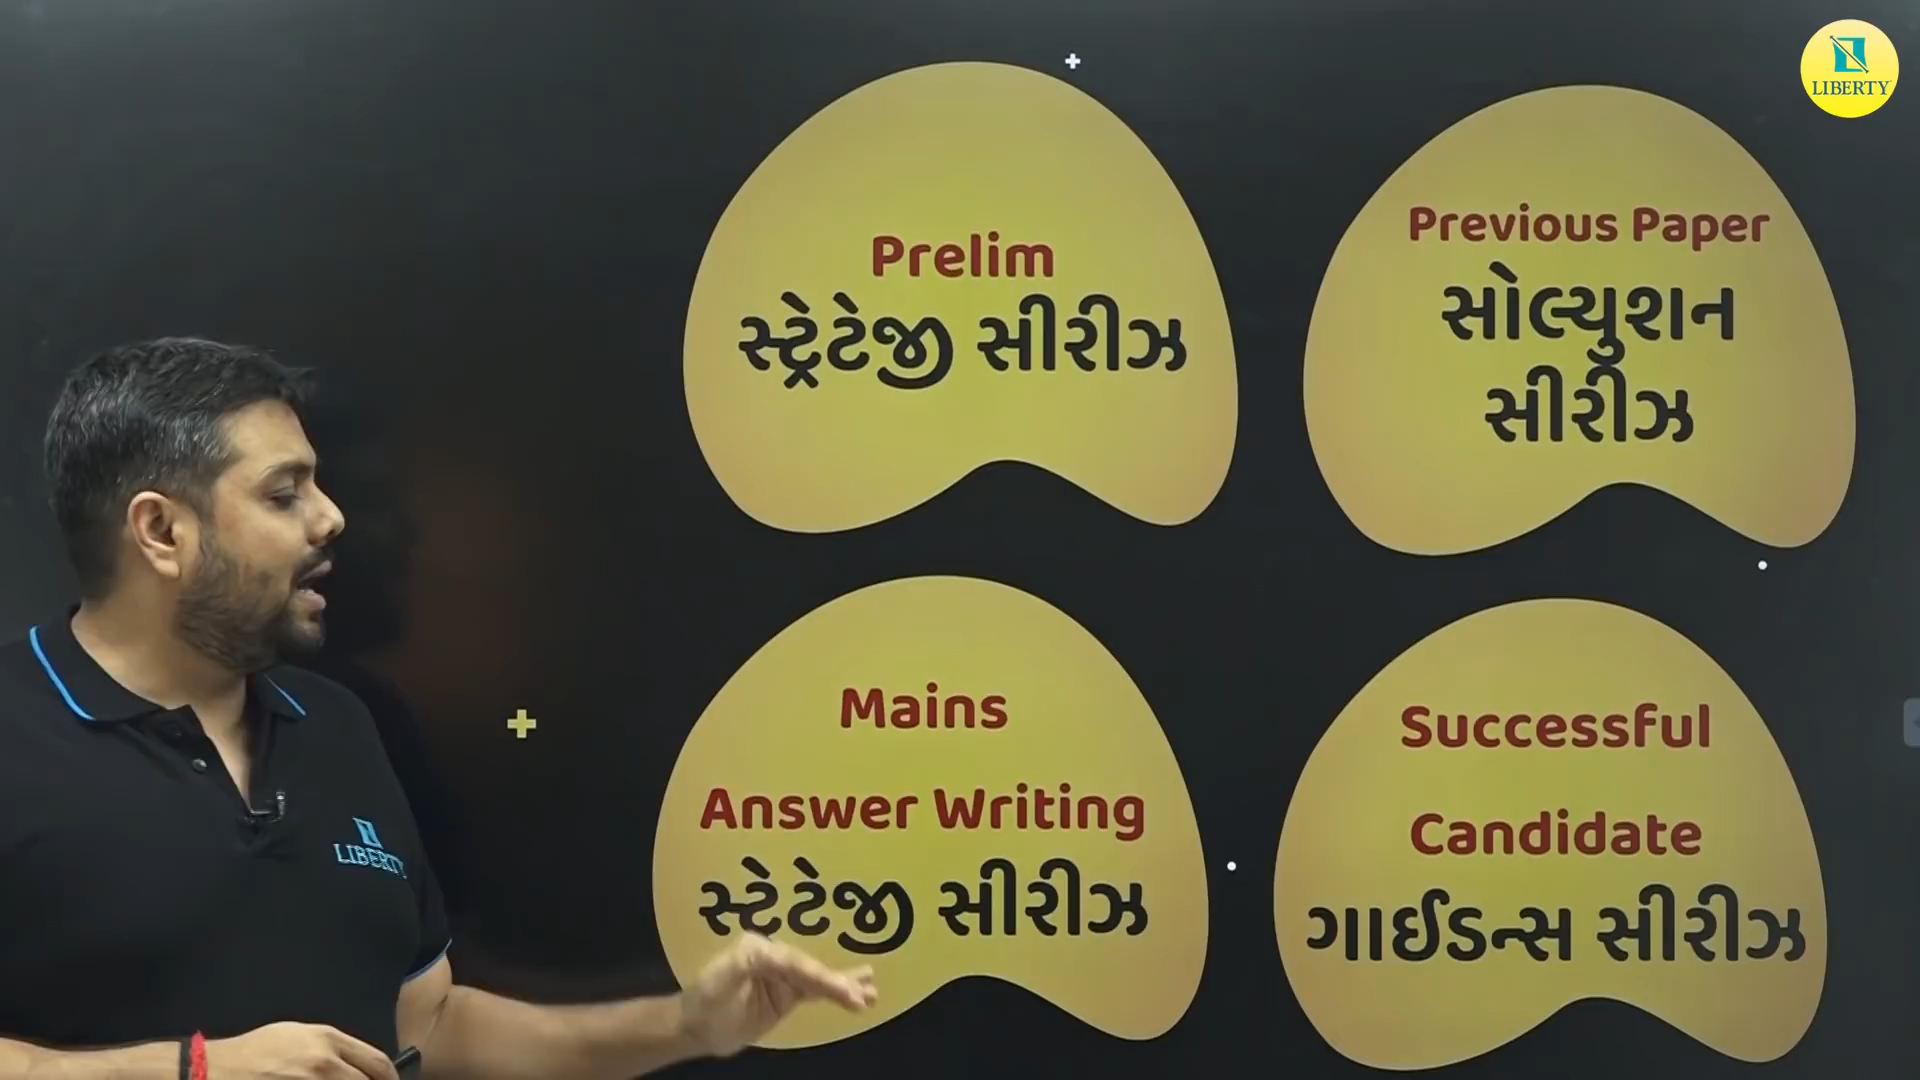 LIBERTY
Prelim
સ્ટ્રેટેજી સીરીઝ
Previous Paper
સોલ્યુશન
સીરીઝ
Mains
Answer Writing
સ્ટ્રેટેજી સીરીઝ
Successful
Candidate
ગાઈડન્સ સીરીઝ
LIBERTY